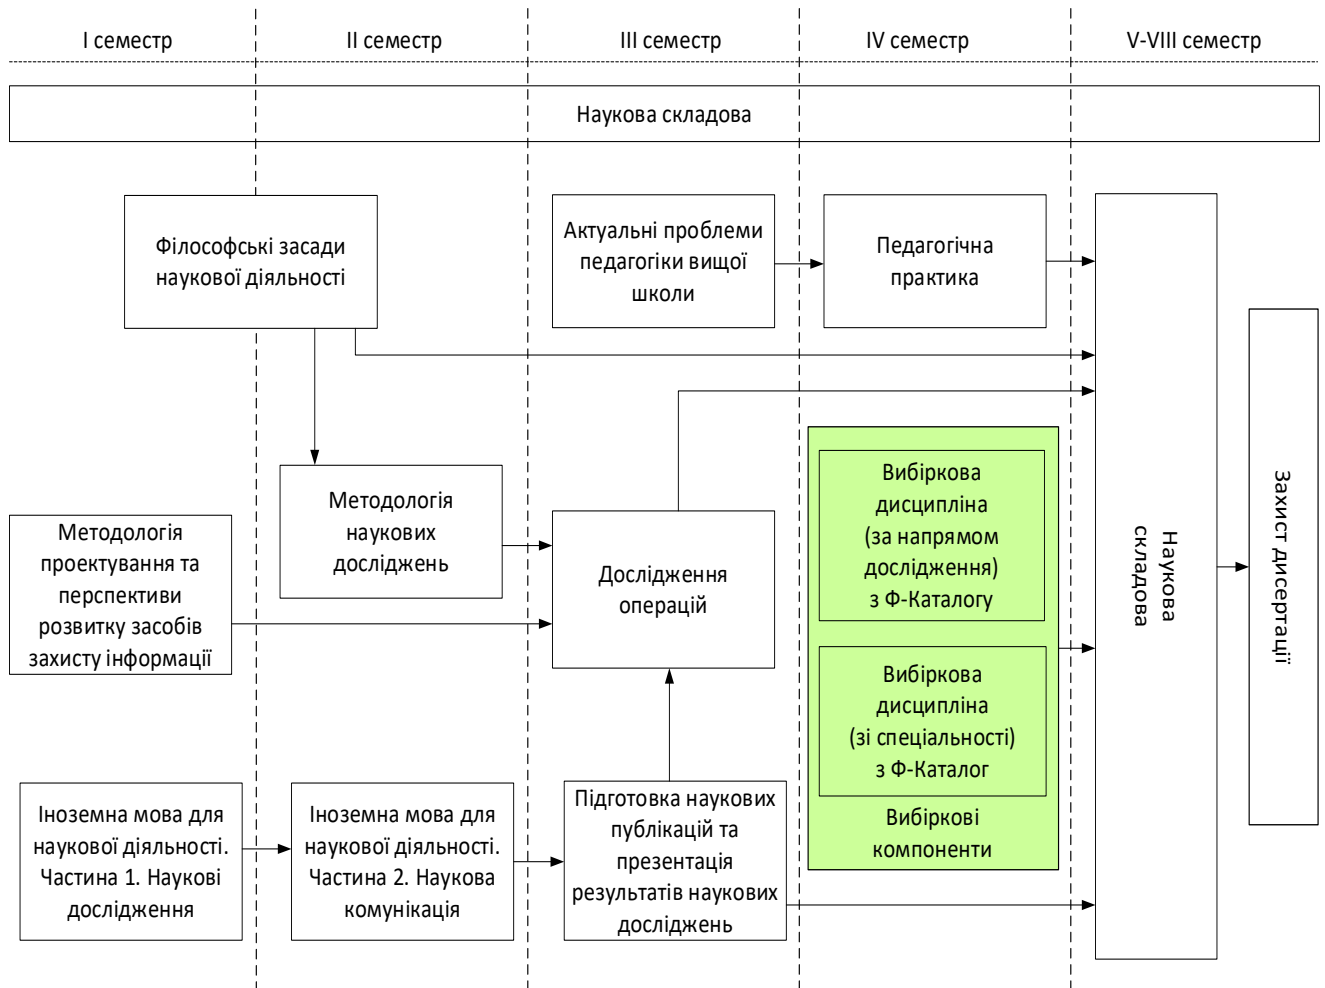 I семестр
II семестр
III семестр
IV семестр
V-VIII семестр
Наукова складова
Філософські засади
наукової діяльності
Актуальні проблеми
педагогіки вищої
школи
Педагогічна
практика
Методологія
наукових
досліджень
Методологія
проектування та
перспективи
розвитку засобів
захисту інформації
Дослідження
операцій
Вибіркова
дисципліна
(за напрямом
дослідження)
з Ф-Каталогу
Вибіркова
дисципліна
(зі спеціальності)
з Ф-Каталог
Вибіркові
компоненти
Наукова
складова
Захист дисертації
Іноземна мова для
наукової діяльності.
Частина 1. Наукові
дослідження
Іноземна мова для
наукової діяльності.
Частина 2. Наукова
комунікація
Підготовка наукових
публікацій та
презентація
результатів наукових
досліджень